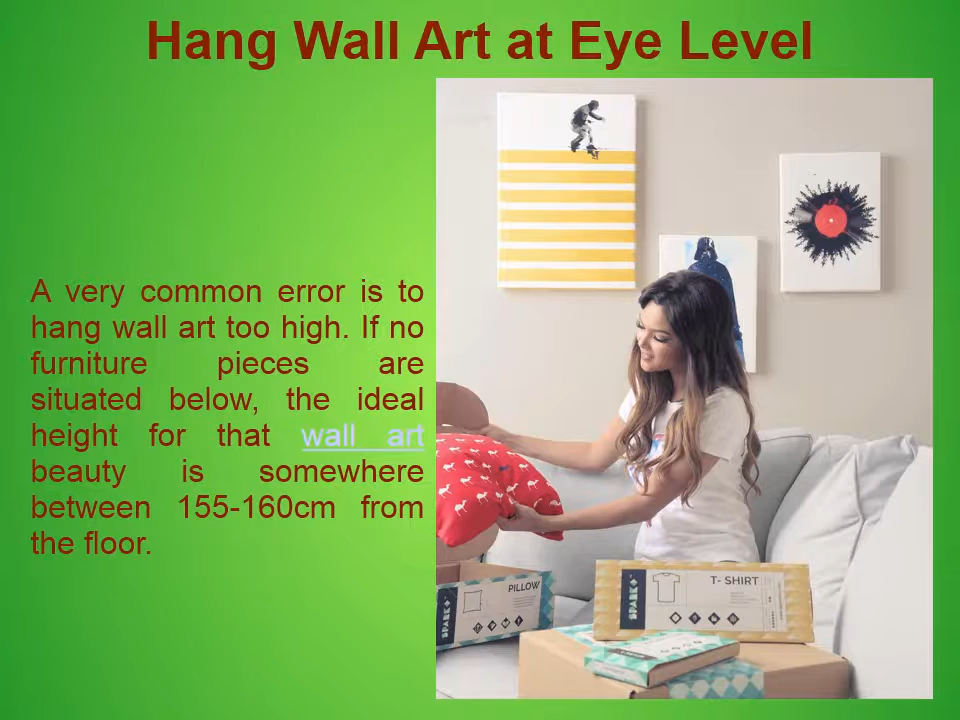 Hang Wall Art at Eye Level
A very common error is to
hang wall art too high. If no
furniture pieces are
situated below, the ideal
height for that wall art
beauty is somewhere
between 155-160cm from
the floor.
PILLOW
T- SHIRT
SPARK+
SPARK+